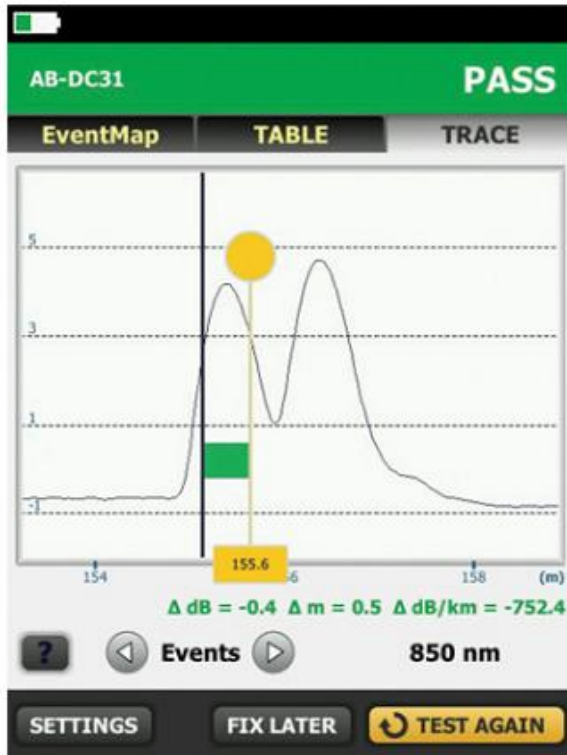 AB-DC31 PASS
EventMap TABLE TRACE
5
3
1
-1
155.6
154 56 158 (m)
Δ dB = -0.4 Δ m = 0.5 Δ dB/km = -752.4
? Events 850 nm
SETTINGS FIX LATER TEST AGAIN